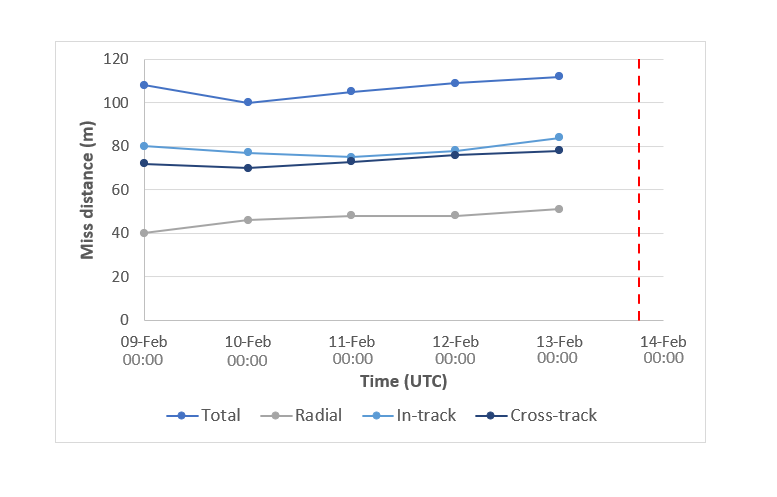 120
100
80
60
40
20
0
Miss distance (m)
09-Feb 10-Feb 11-Feb 12-Feb 13-Feb 14-Feb
00:00 00:00 00:00 00:00 00:00 00:00
Time (UTC)
Total Radial In-track Cross-track